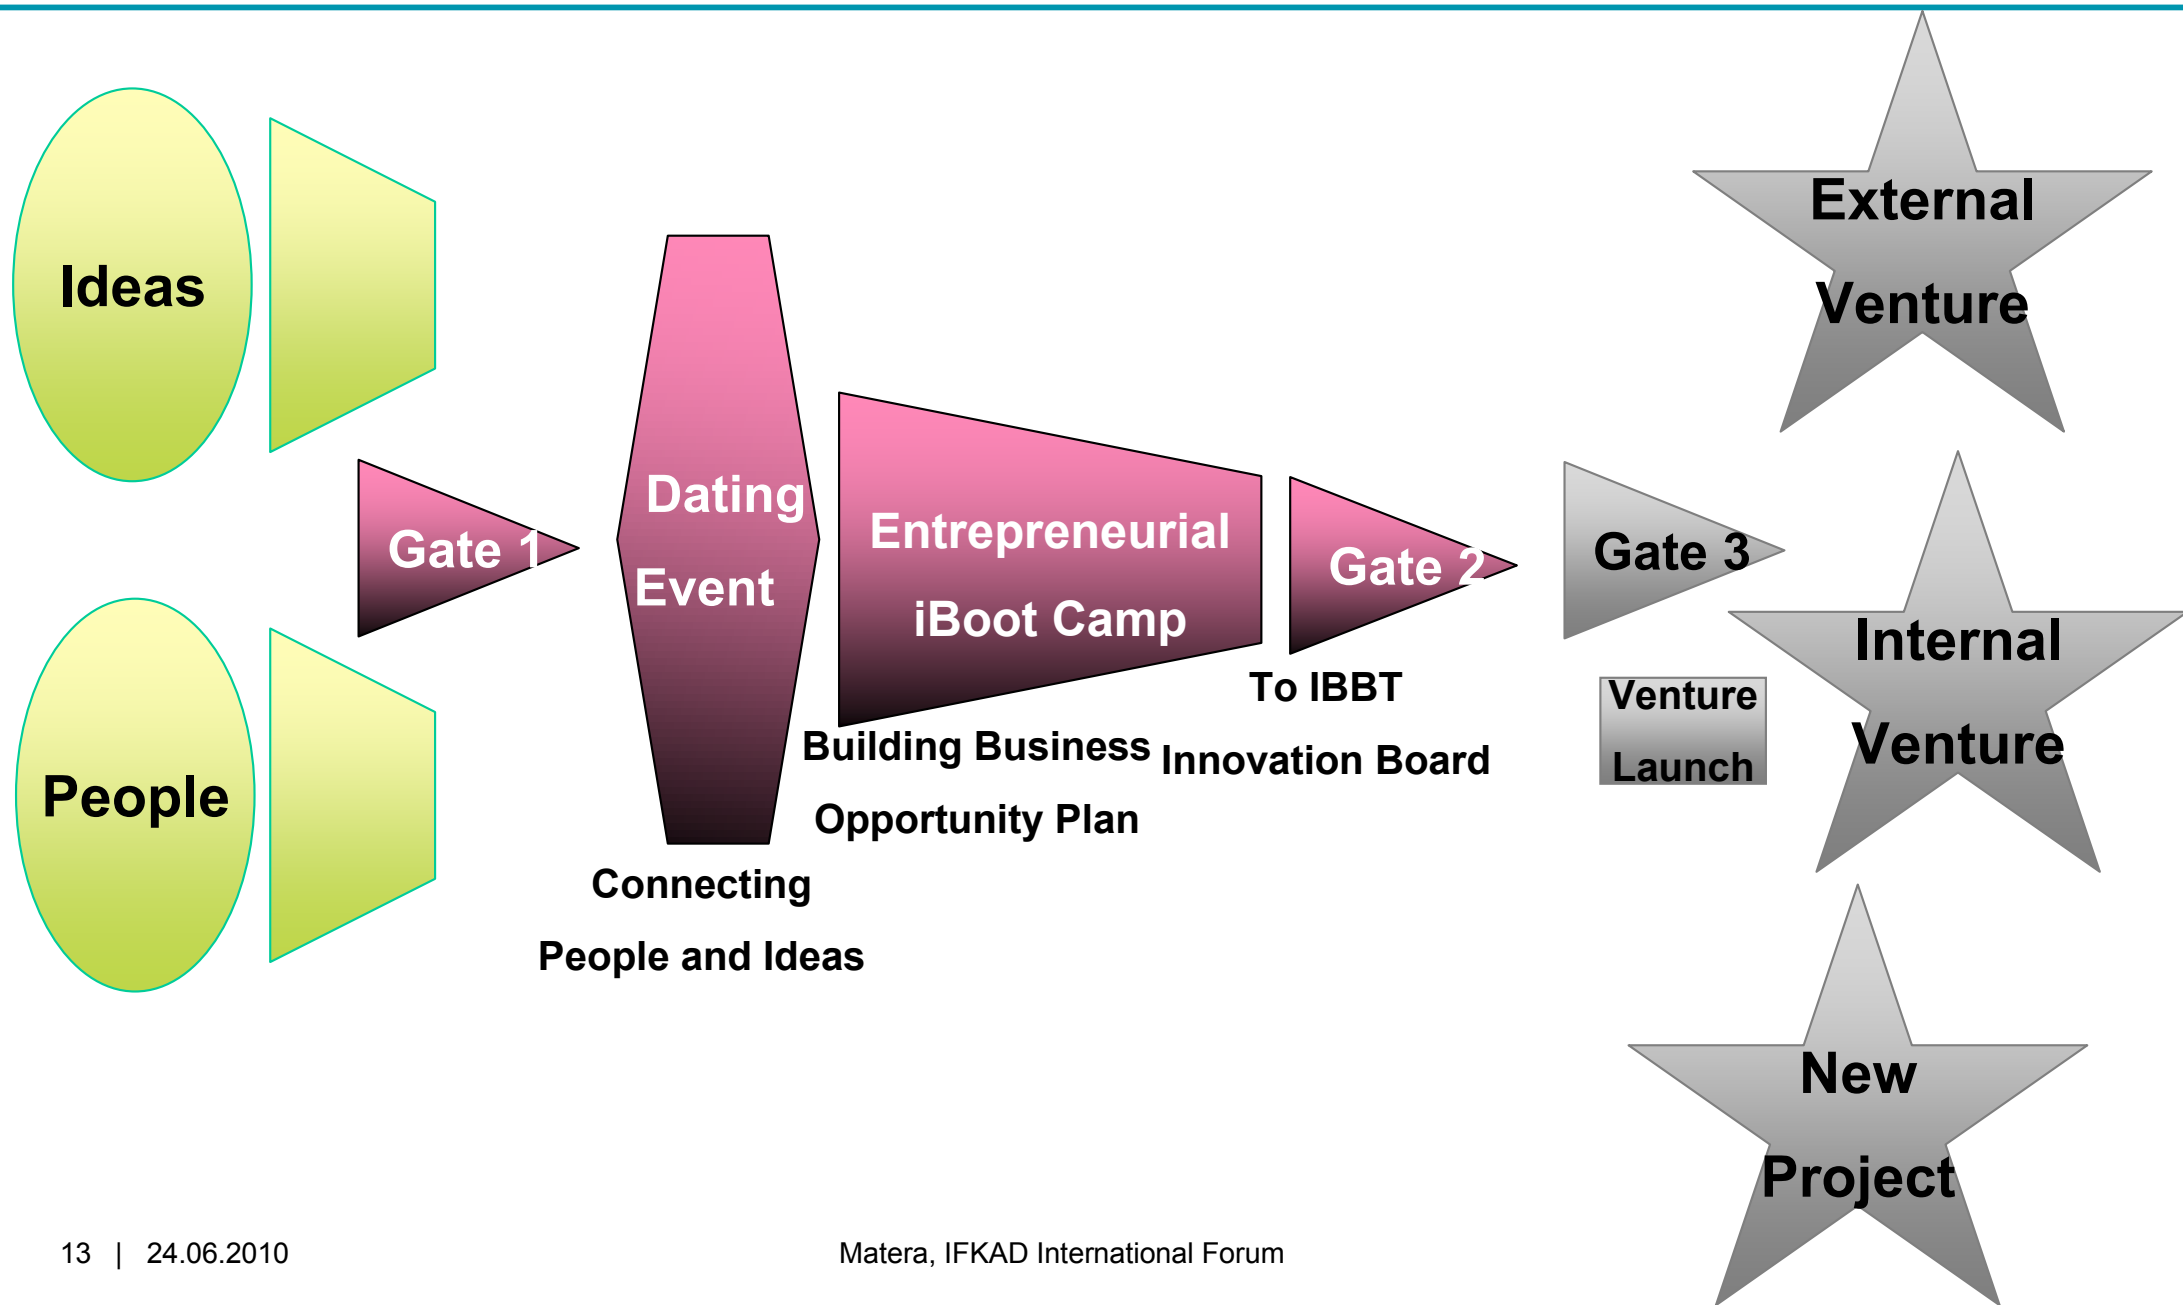 Ideas
People
Gate 1
Dating
Event
Connecting
People and Ideas
Entrepreneurial
iBoot Camp
Building Business
Opportunity Plan
Gate 2
To IBBT
Innovation Board
Gate 3
Venture
Launch
External
Venture
Internal
Venture
New
Project
13 | 24.06.2010
Matera, IFKAD International Forum